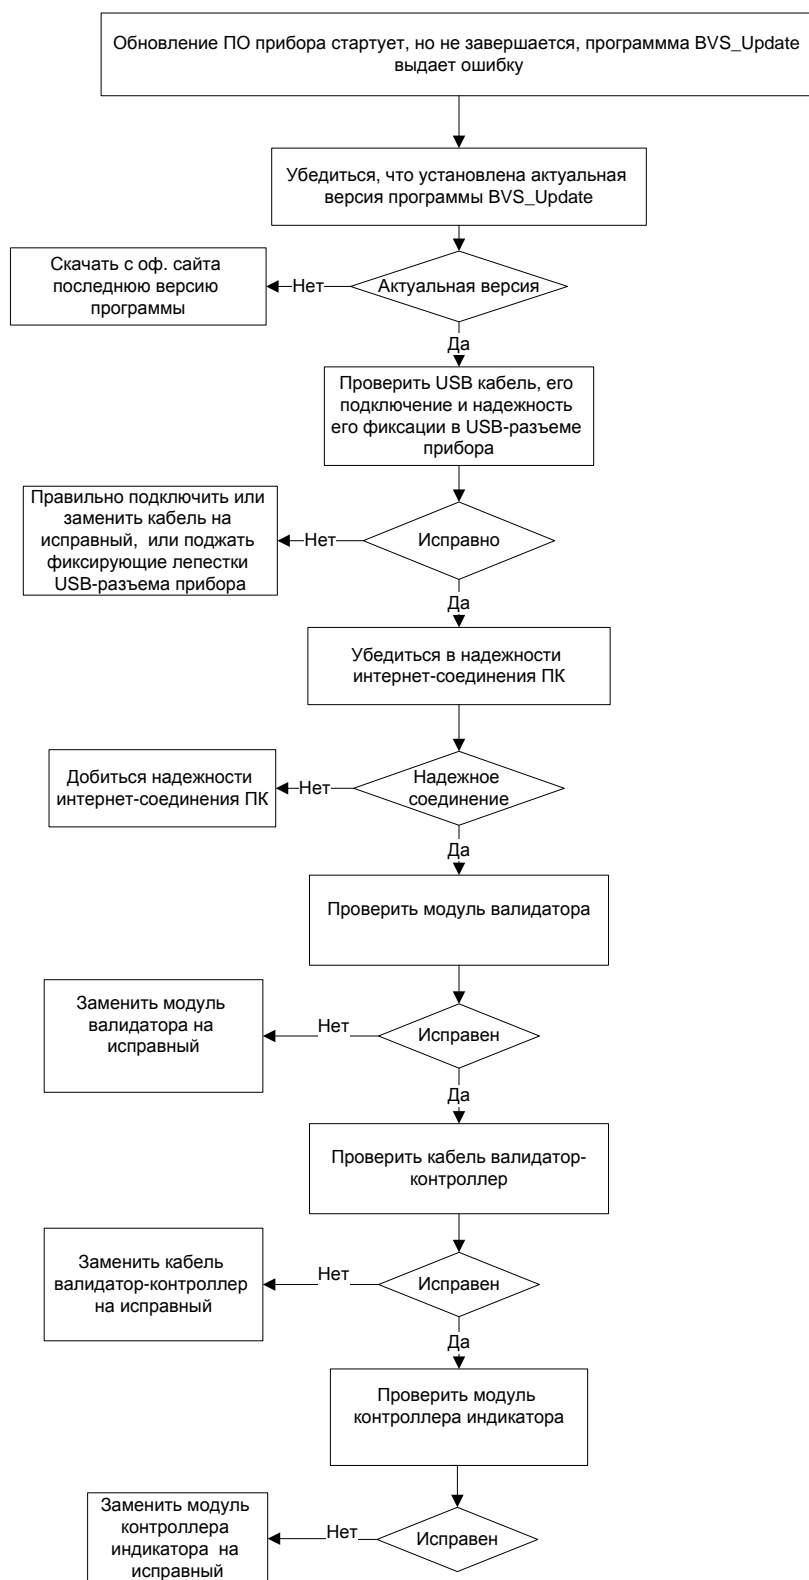 Обновление ПО прибора стартует, но не завершается, программма BVS_Update
выдает ошибку
Убедиться, что установлена актуальная
версия программы BVS_Update
Скачать с оф. сайта
последнюю версию
программы
Нет
Актуальная версия
Да
Проверить USB кабель, его
подключение и надежность
его фиксации в USB-разъеме
прибора
Правильно подключить или
заменить кабель на
исправный, или поджать
фиксирующие лепестки
USB-разъема прибора
Нет
Исправно
Да
Убедиться в надежности
интернет-соединения ПК
Добиться надежности
интернет-соединения ПК
Нет
Надежное
соединение
Да
Проверить модуль валидатора
Заменить модуль
валидатора на
исправный
Нет
Исправен
Да
Проверить кабель валидатор-
контроллер
Заменить кабель
валидатор-контроллер
на исправный
Нет
Исправен
Да
Проверить модуль
контроллера индикатора
Заменить модуль
контроллера
индикатора на
исправный
Нет
Исправен